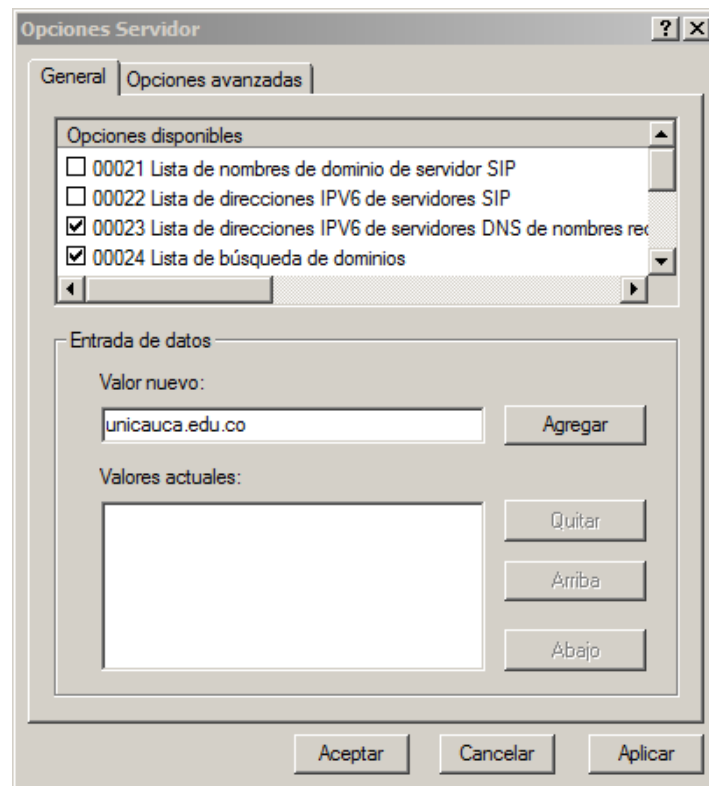 Opciones Servidor
General
Opciones avanzadas
Opciones disponibles
00021 Lista de nombres de dominio de servidor SIP
00022 Lista de direcciones IPV6 de servidores SIP
00023 Lista de direcciones IPV6 de servidores DNS de nombres
00024 Lista de búsqueda de dominios
Entrada de datos
Valor nuevo:
unicauca.edu.co
Agregar
Valores actuales:
Quitar
Arriba
Abajo
Aceptar
Cancelar
Aplicar